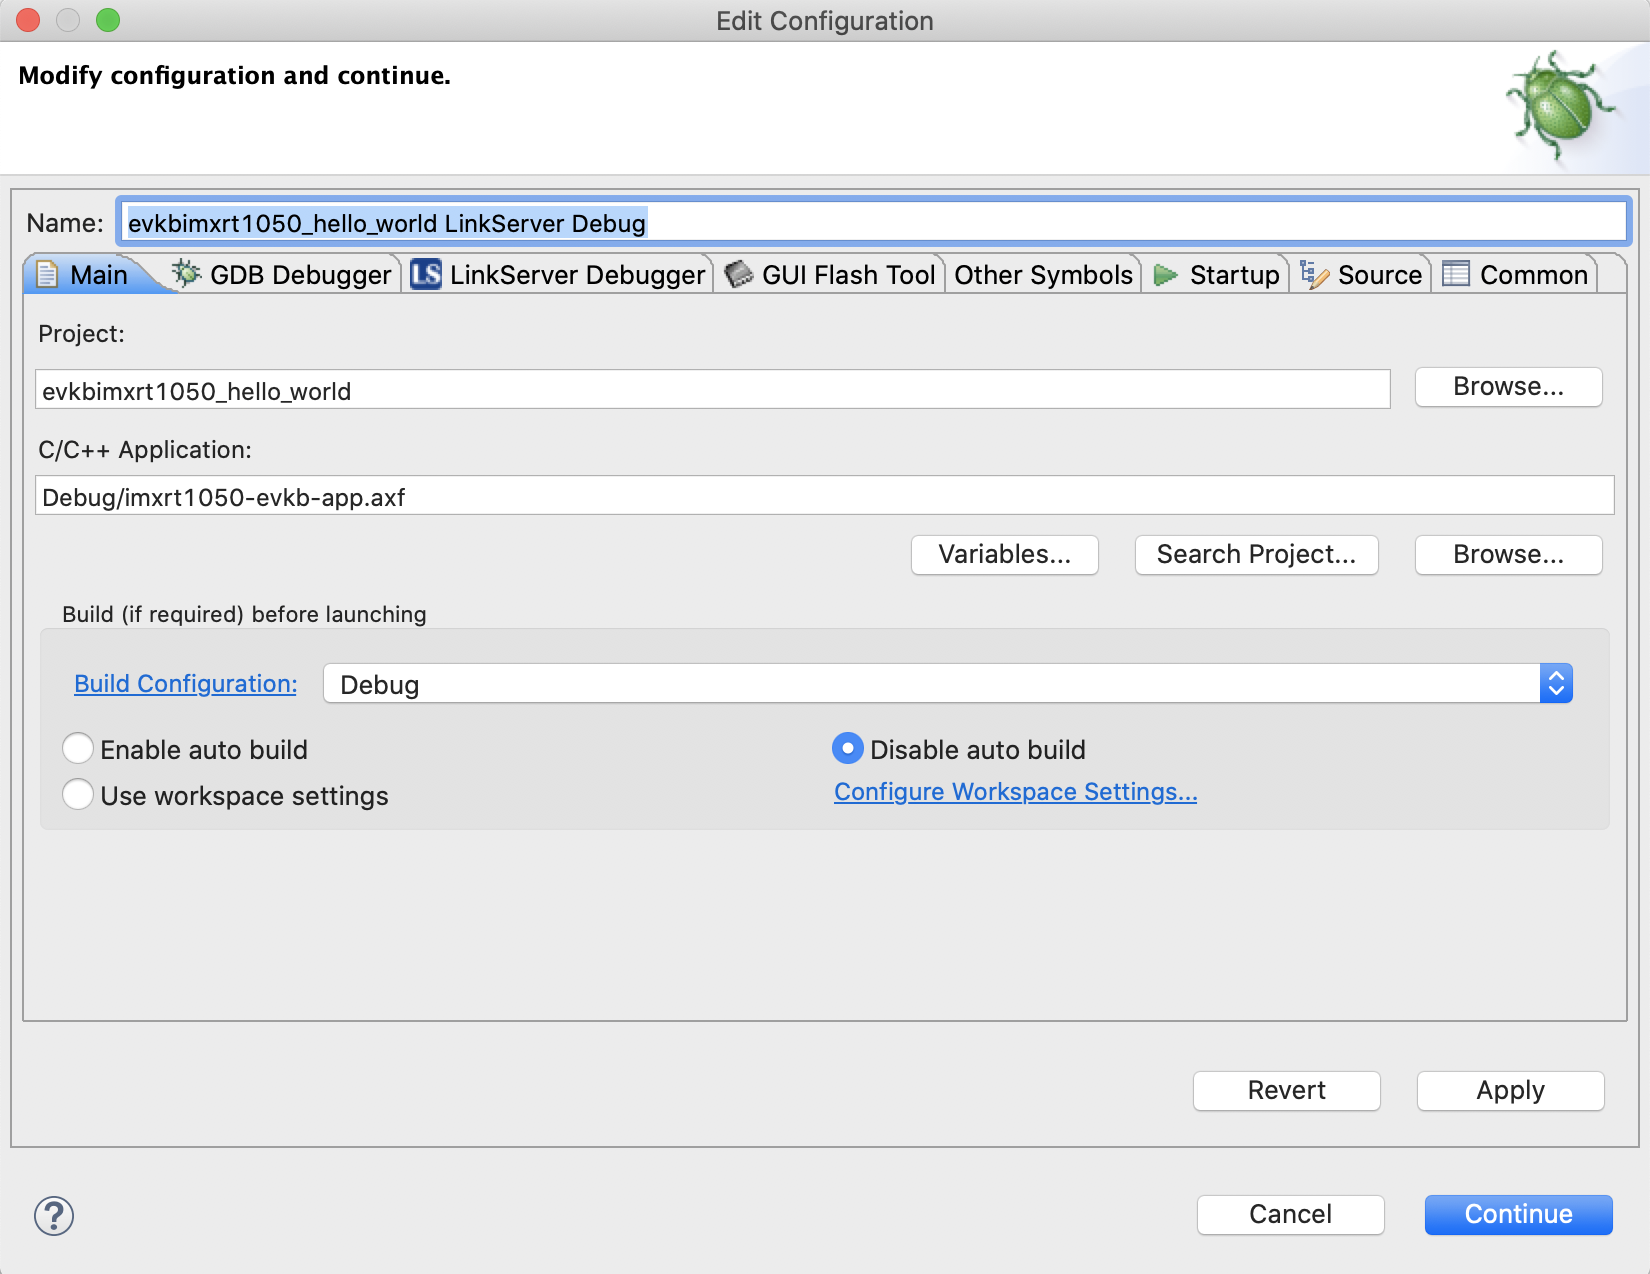 Edit Configuration
Modify configuration and continue.
Name: evkbimxrt1050_hello_world LinkServer Debug
Main GDB Debugger LS LinkServer Debugger GUI Flash Tool Other Symbols Startup Source Common
Project:
evkbimxrt1050_hello_world Browse...
C/C++ Application:
Debug/imxrt1050-evkb-app.axf
Variables... Search Project... Browse...
Build (if required) before launching
Build Configuration: Debug
Enable auto build Disable auto build
Use workspace settings Configure Workspace Settings...
Revert Apply
? Cancel Continue